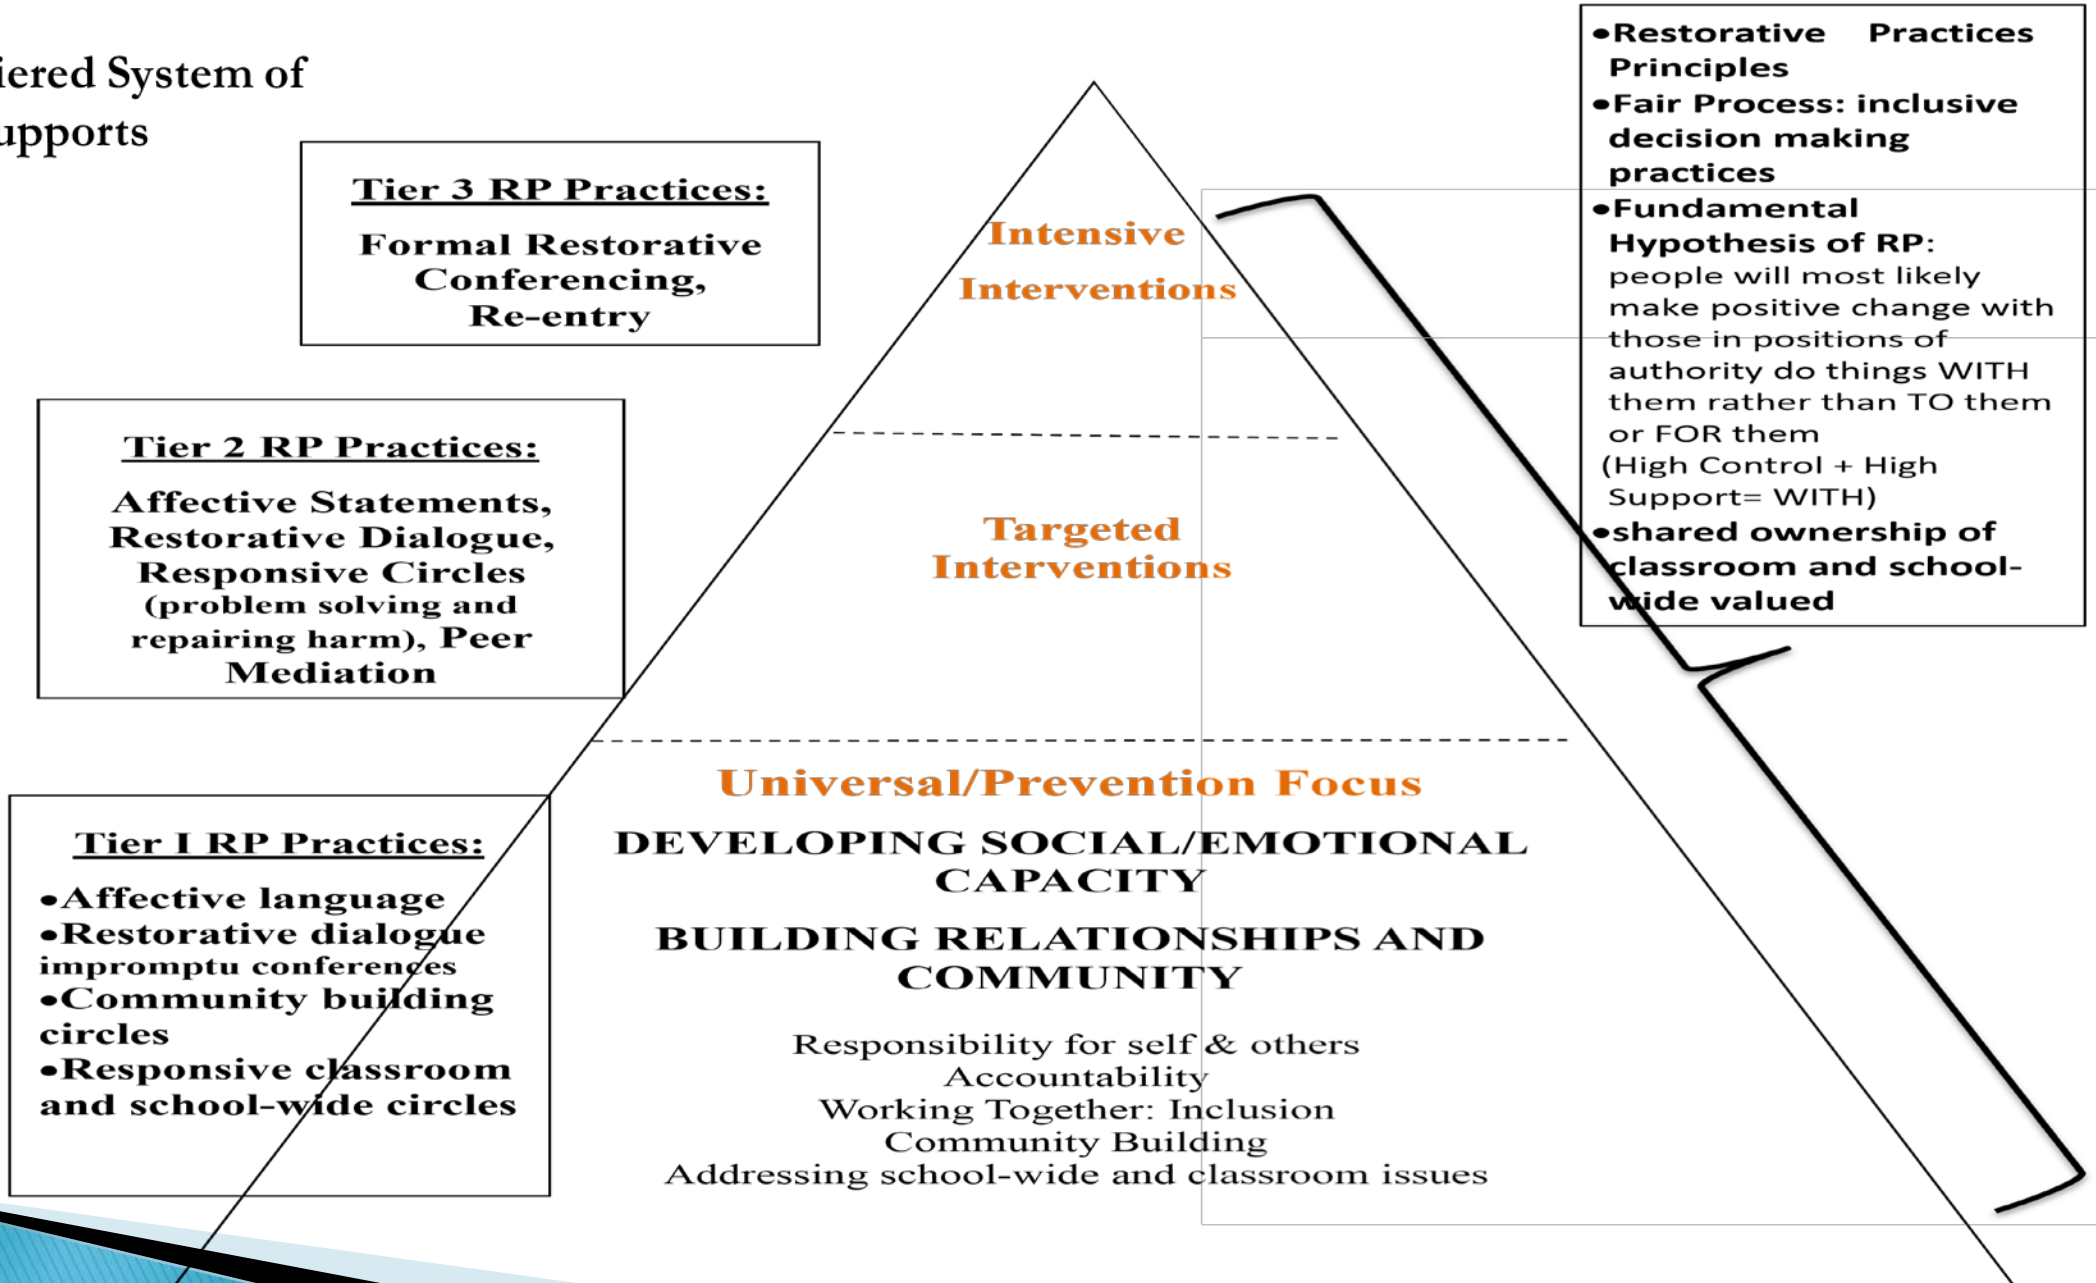 iered System of
upports
Tier 3 RP Practices:
Formal Restorative
Conferencing,
Re-entry
Tier 2 RP Practices:
Affective Statements,
Restorative Dialogue,
Responsive Circles
(problem solving and
repairing harm), Peer
Mediation
Tier I RP Practices:
•Affective language
•Restorative dialogue
impromptu conferences
•Community building
circles
•Responsive classroom
and school-wide circles
Intensive
Interventions
Targeted
Interventions
Universal/Prevention Focus
DEVELOPING SOCIAL/EMOTIONAL
CAPACITY
BUILDING RELATIONSHIPS AND
COMMUNITY
Responsibility for self & others
Accountability
Working Together: Inclusion
Community Building
Addressing school-wide and classroom issues
•Restorative Practices
Principles
•Fair Process: inclusive
decision making
practices
•Fundamental
Hypothesis of RP:
people will most likely
make positive change with
those in positions of
authority do things WITH
them rather than TO them
or FOR them
(High Control + High
Support= WITH)
•shared ownership of
classroom and school-
wide valued